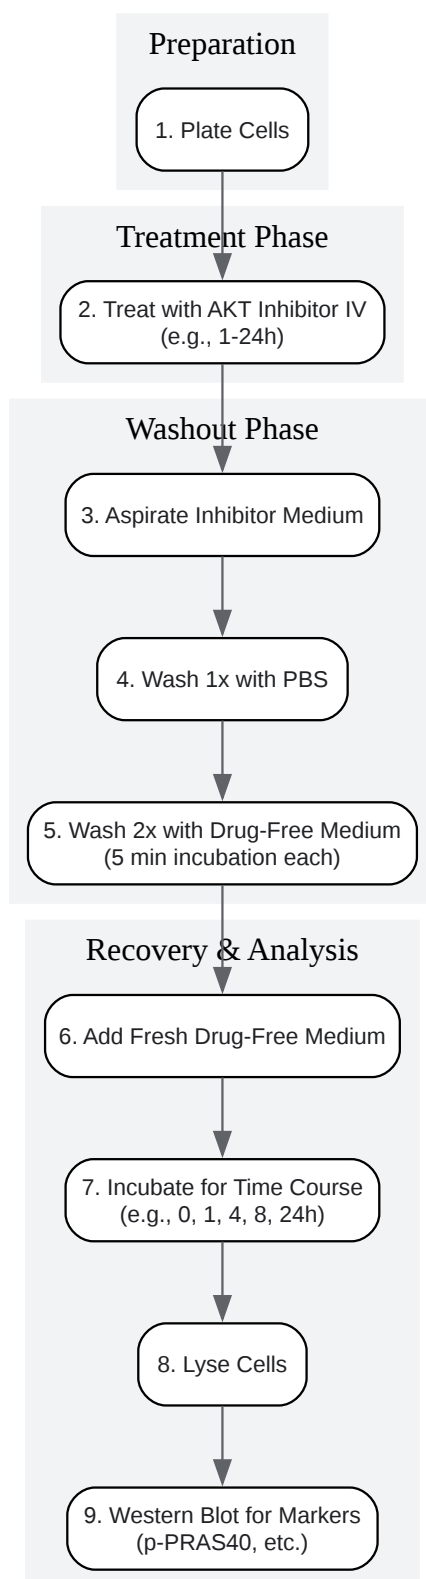 Preparation
1. Plate Cells
Treatment Phase
2. Treat with AKT Inhibitor IV
(e.g., 1-24h)
Washout Phase
3. Aspirate Inhibitor Medium
4. Wash 1x with PBS
5. Wash 2x with Drug-Free Medium
(5 min incubation each)
Recovery & Analysis
6. Add Fresh Drug-Free Medium
7. Incubate for Time Course
(e.g., 0, 1, 4, 8, 24h)
8. Lyse Cells
9. Western Blot for Markers
(p-PRAS40, etc.)